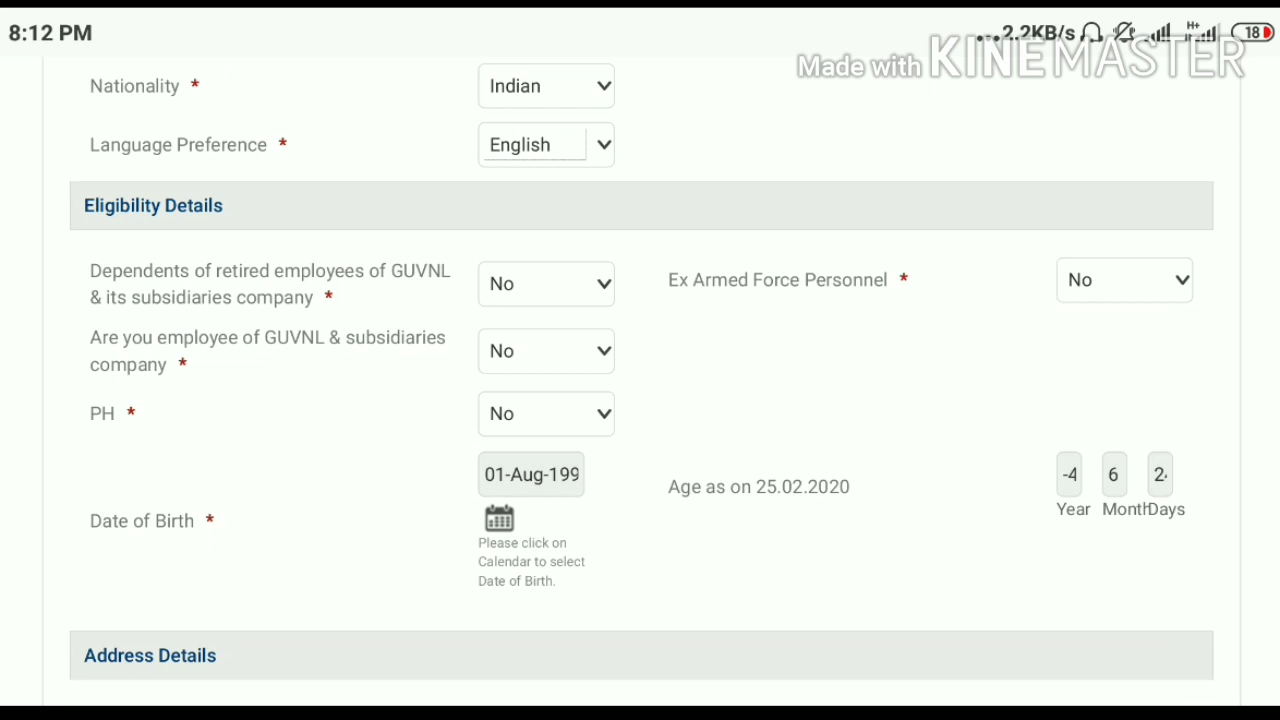 8:12 PM
...2.2KB/s
H+
18
Made with KINEMASTER
Nationality *
Indian
Language Preference *
English
Eligibility Details
Dependents of retired employees of GUVNL
& its subsidiaries company *
No
Ex Armed Force Personnel *
No
Are you employee of GUVNL & subsidiaries
company *
No
PH *
No
01-Aug-199
Age as on 25.02.2020
-4
6
2
Year
Month
Days
Date of Birth *
Please click on
Calendar to select
Date of Birth.
Address Details